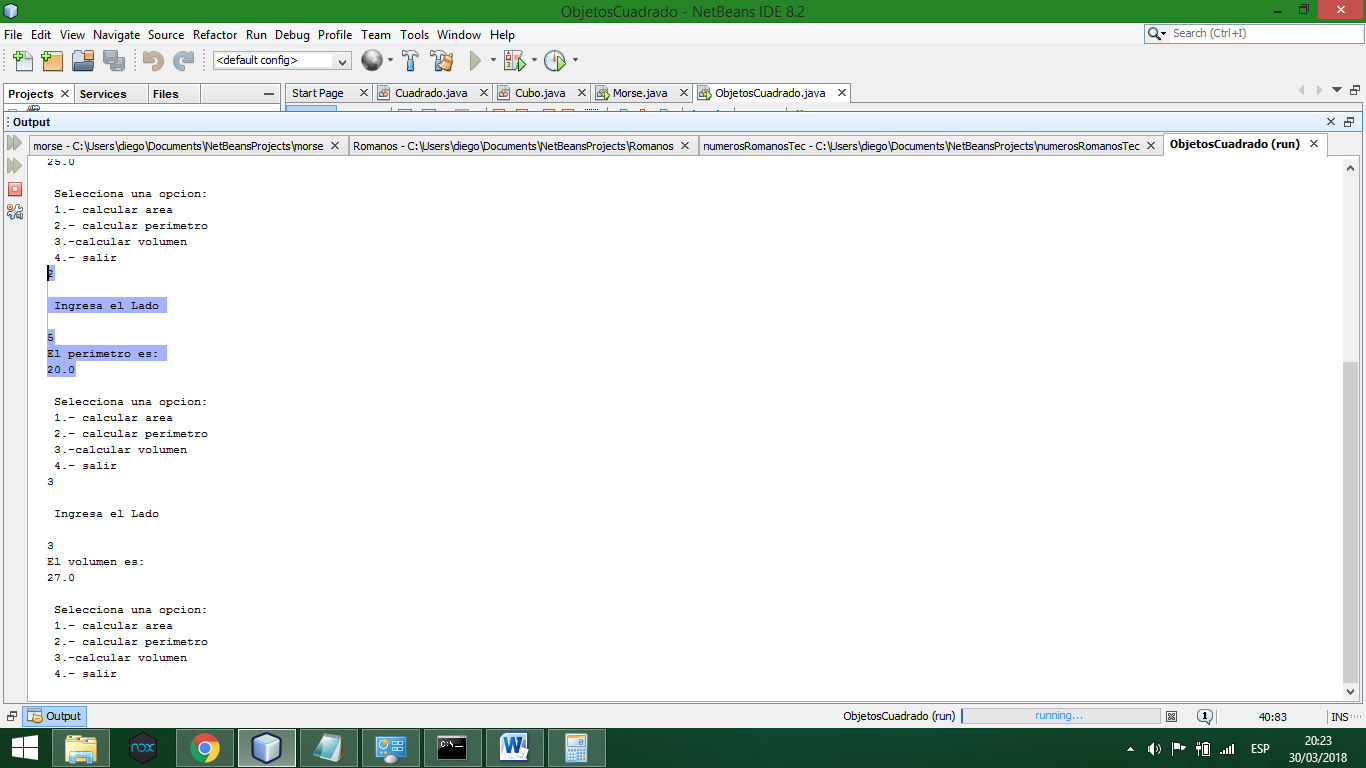 ObjetosCuadrado - NetBeans IDE 8.2
File Edit View Navigate Source Refactor Run Debug Profile Team Tools Window Help
Search (Ctrl+I)
<default config>
Projects Services Files
Start Page Cuadrado.java Cubo.java Morse.java ObjetosCuadrado.java
Output
morse - C:\Users\diego\Documents\NetBeansProjects\morse Romanos - C:\Users\diego\Documents\NetBeansProjects\Romanos numerosRomanosTec - C:\Users\diego\Documents\NetBeansProjects\numerosRomanosTec ObjetosCuadrado (run)
25.0
Selecciona una opcion:
1.- calcular area
2.- calcular perimetro
3.-calcular volumen
4.- salir
2
Ingresa el Lado
5
El perimetro es:
20.0
Selecciona una opcion:
1.- calcular area
2.- calcular perimetro
3.-calcular volumen
4.- salir
3
Ingresa el Lado
3
El volumen es:
27.0
Selecciona una opcion:
1.- calcular area
2.- calcular perimetro
3.-calcular volumen
4.- salir
Output
ObjetosCuadrado (run) running... 1 40:83 INS
nox
C:\
W
ESP
20:23
30/03/2018